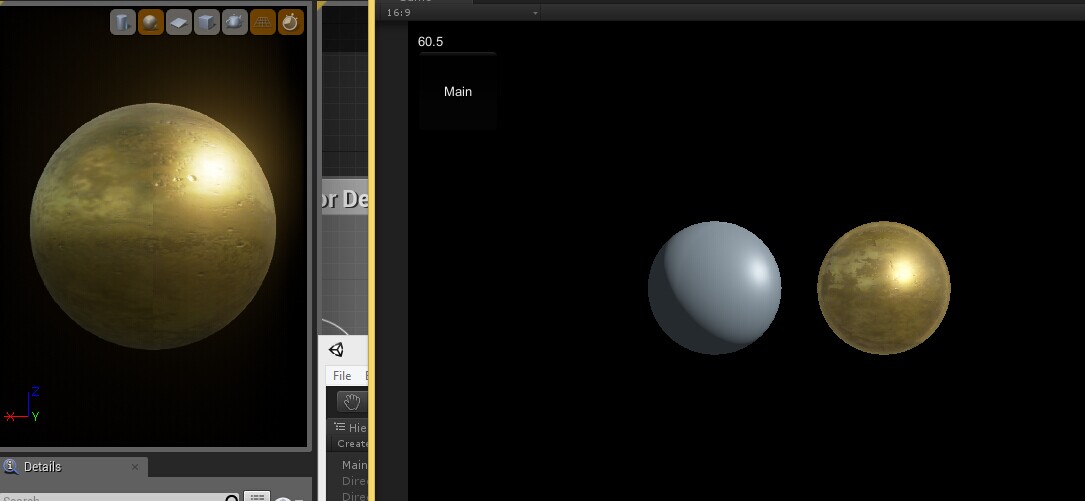 16:9
60.5
Main
or De
File
Hie
Create
Main
Dire
Dire
X
Z
Y
Details
Search